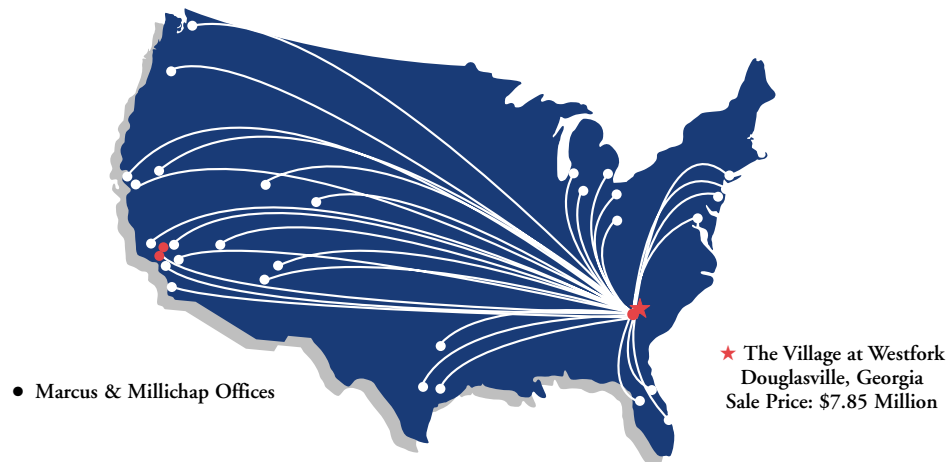 ● Marcus & Millichap Offices
★ The Village at Westfork
Douglasville, Georgia
Sale Price: $7.85 Million